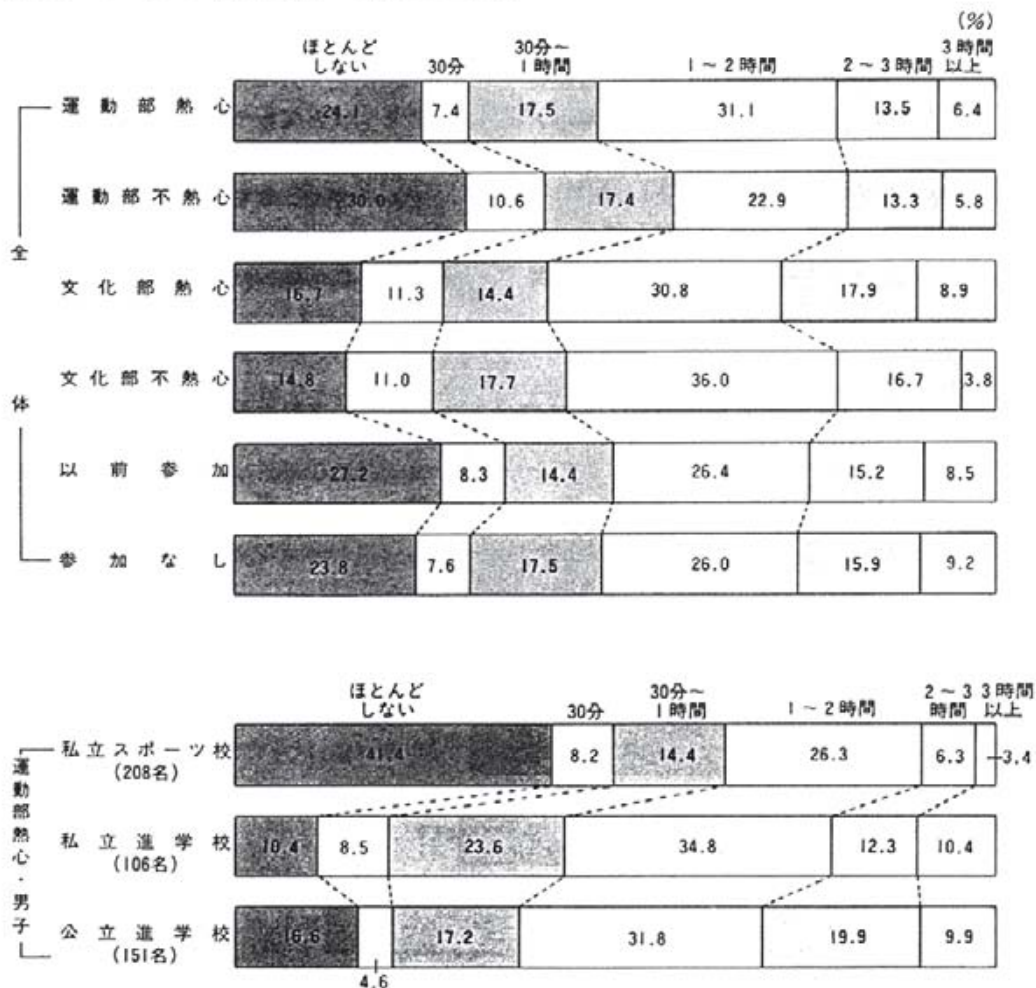 (%)
ほとんどしない 30分 30分～1時間 1～2時間 2～3時間 3時間以上
全体
運動部熱心 24.1 7.4 17.5 31.1 13.5 6.4
運動部不熱心 30.0 10.6 17.4 22.9 13.3 5.8
文化部熱心 16.7 11.3 14.4 30.8 17.9 8.9
文化部不熱心 14.8 11.0 17.7 36.0 16.7 3.8
以前参加 27.2 8.3 14.4 26.4 15.2 8.5
参加なし 23.8 7.6 17.5 26.0 15.9 9.2
ほとんどしない 30分 30分～1時間 1～2時間 2～3時間 3時間以上
運動部熱心・男子
私立スポーツ校 41.4 8.2 14.4 26.3 6.3 3.4
(208名)
私立進学校 10.4 8.5 23.6 34.8 12.3 10.4
(106名)
公立進学校 16.6 4.6 17.2 31.8 19.9 9.9
(151名)